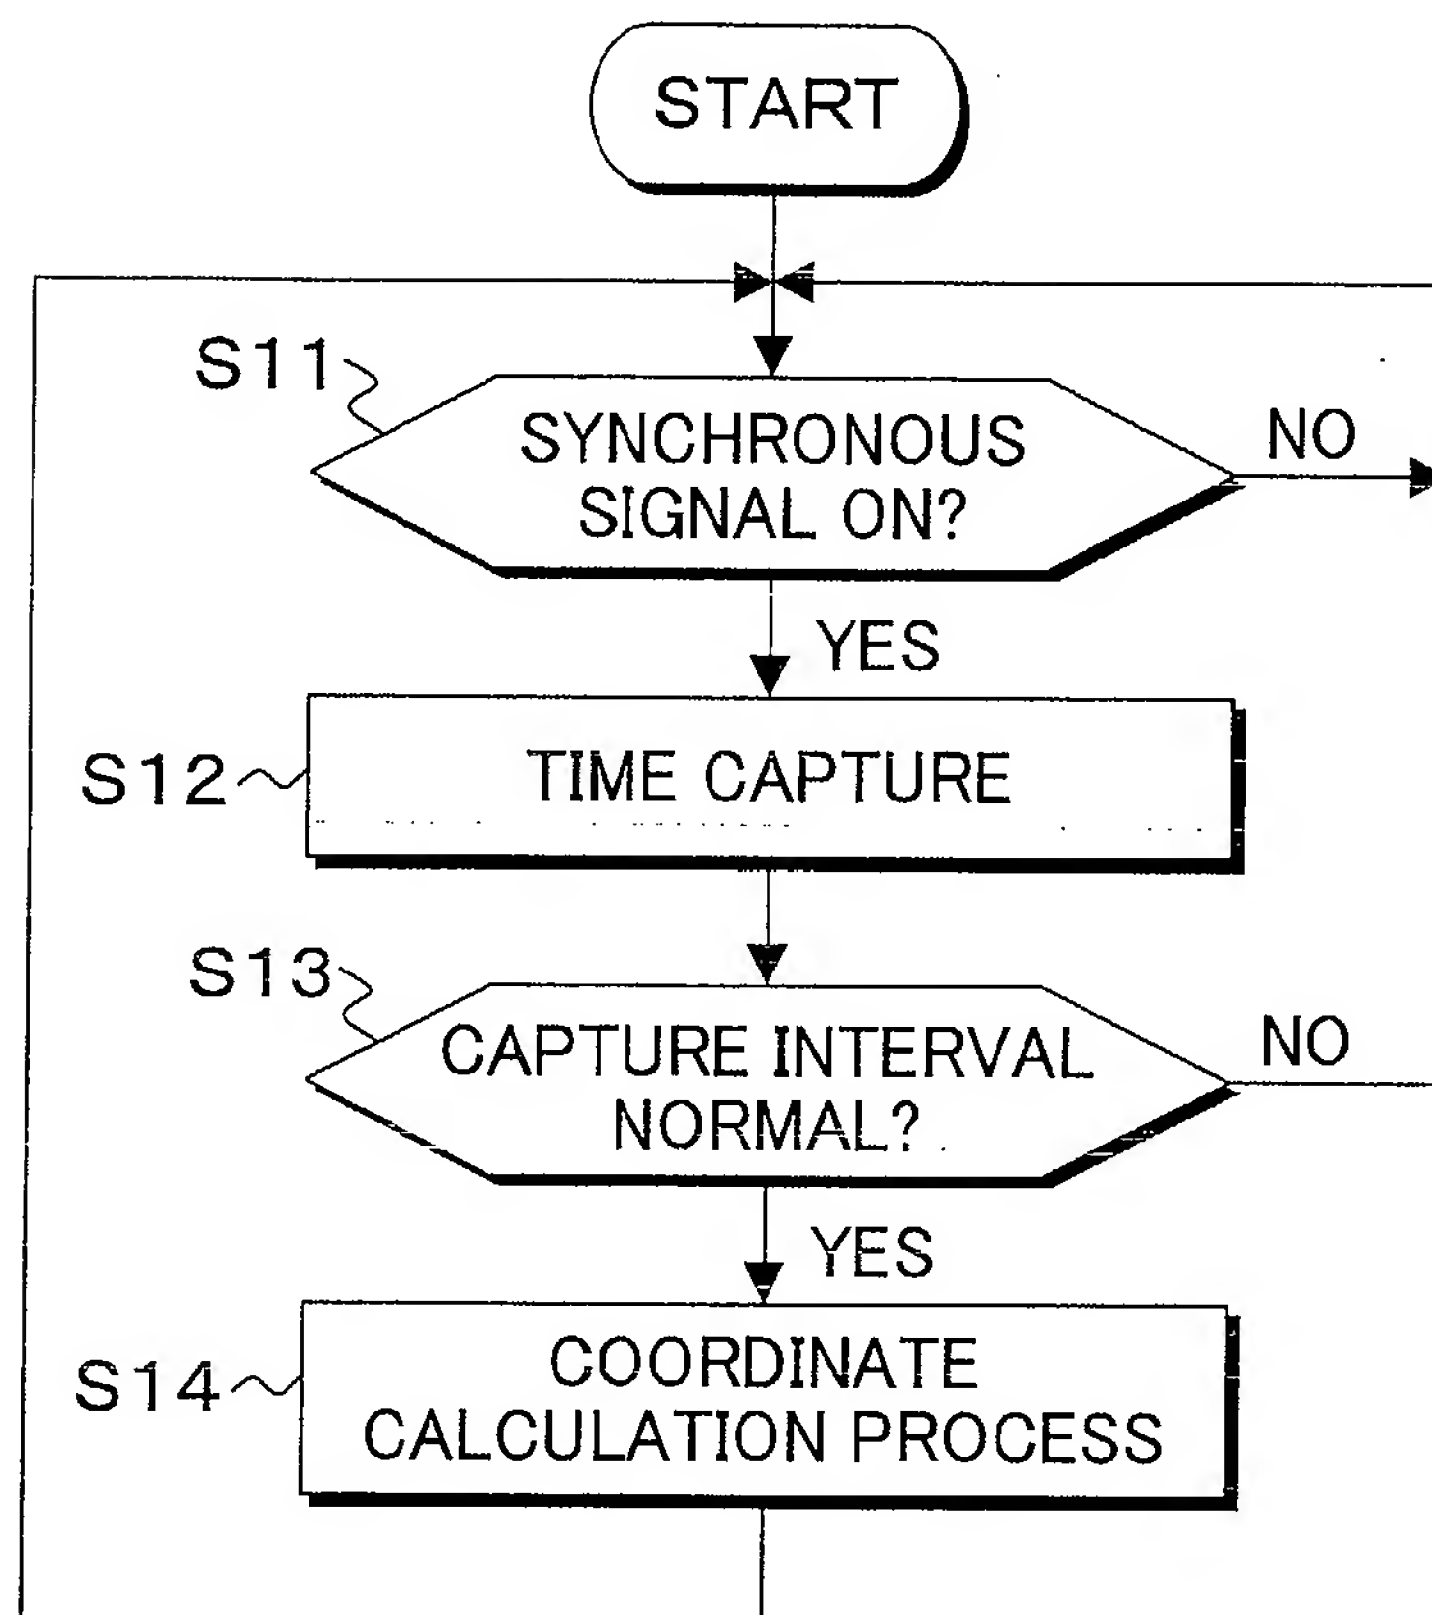 START
S11
SYNCHRONOUS
SIGNAL ON?
NO
YES
S12
TIME CAPTURE
S13
CAPTURE INTERVAL
NORMAL?
NO
YES
S14
COORDINATE
CALCULATION PROCESS